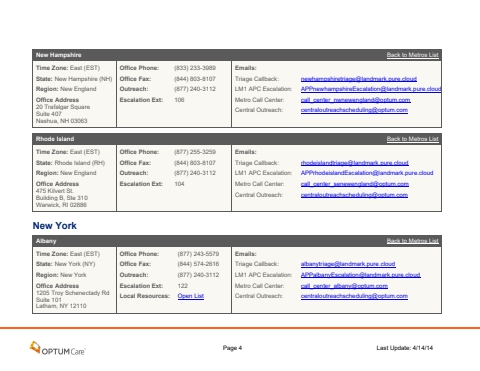 New Hampshire Back to Metros List
Time Zone: East (EST) Office Phone: (833) 233-3989 Emails:
State: New Hampshire (NH) Office Fax: (844) 803-8107 Triage Callback: newhampshiretriage@landmark.pure.cloud
Region: New England Outreach: (877) 240-3112 LM1 APC Escalation: APPnewhampshireEscalation@landmark.pure.cloud
Office Address Escalation Ext: 106 Metro Call Center: call_center_menewengland@optum.com
20 Trafalgar Square
Suite 407 Central Outreach: centraloutreachscheduling@optum.com
Nashua, NH 03063
Rhode Island Back to Metros List
Time Zone: East (EST) Office Phone: (877) 255-3259 Emails:
State: Rhode Island (RH) Office Fax: (844) 803-8107 Triage Callback: rhodeislandtriage@landmark.pure.cloud
Region: New England Outreach: (877) 240-3112 LM1 APC Escalation: APPrhodeislandEscalation@landmark.pure.cloud
Office Address Escalation Ext: 104 Metro Call Center: call_center_senewengland@optum.com
475 Kilvert St.
Building B, Ste 310 Central Outreach: centraloutreachscheduling@optum.com
Warwick, RI 02886
New York
Albany Back to Metros List
Time Zone: East (EST) Office Phone: (877) 243-5579 Emails:
State: New York (NY) Office Fax: (844) 574-2616 Triage Callback: albanytriage@landmark.pure.cloud
Region: New York Outreach: (877) 240-3112 LM1 APC Escalation: APPalbanyEscalation@landmark.pure.cloud
Office Address Escalation Ext: 122 Metro Call Center: call_center_albany@optum.com
1205 Troy Schenectady Rd Local Resources: Open List Central Outreach: centraloutreachscheduling@optum.com
Suite 101
Latham, NY 12110
OPTUMCare Page 4 Last Update: 4/14/14